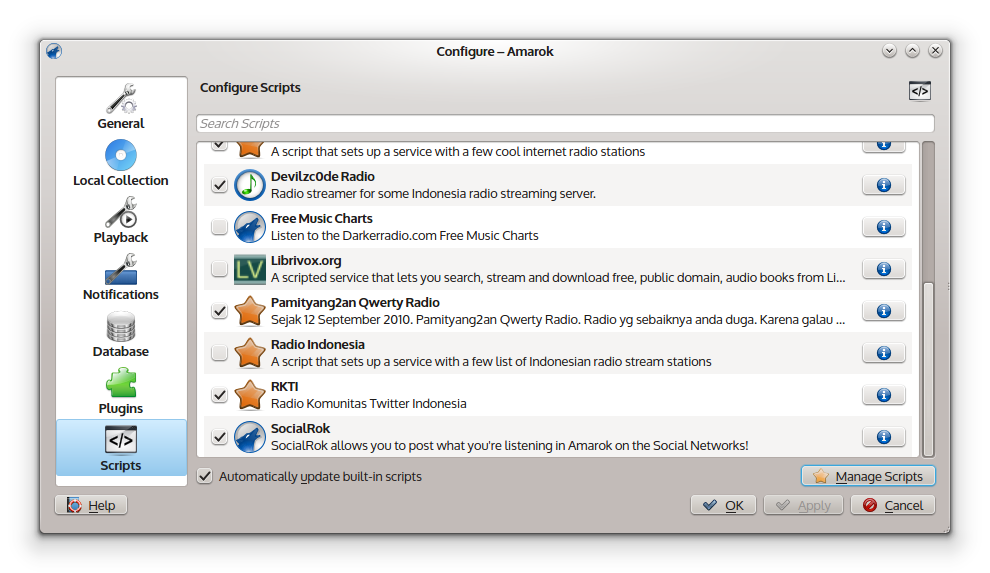 Configure – Amarok
General
Local Collection
Playback
Notifications
Database
Plugins
Scripts
Configure Scripts
Search Scripts
A script that sets up a service with a few cool internet radio stations
Devilzc0de Radio
Radio streamer for some Indonesia radio streaming server.
Free Music Charts
Listen to the Darkerradio.com Free Music Charts
LV
Librivox.org
A scripted service that lets you search, stream and download free, public domain, audio books from Li...
Pamityang2an Qwerty Radio
Sejak 12 September 2010. Pamityang2an Qwerty Radio. Radio yg sebaiknya anda duga. Karena galau ...
Radio Indonesia
A script that sets up a service with a few list of Indonesian radio stream stations
RKTI
Radio Komunitas Twitter Indonesia
SocialRok
SocialRok allows you to post what you're listening in Amarok on the Social Networks!
Automatically update built-in scripts
Manage Scripts
Help
OK
Apply
Cancel